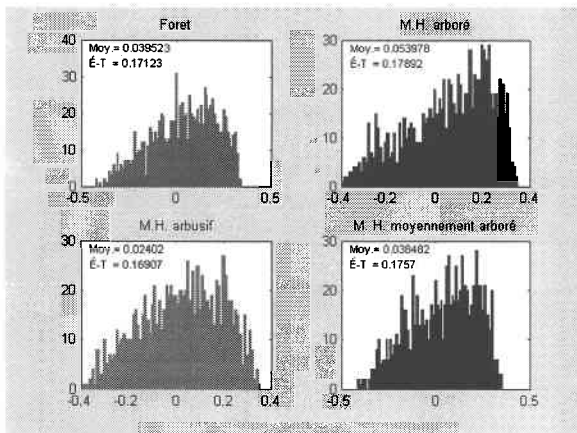 Foret
Moy.= 0.039523
É-T = 0.17123
40
30
20
10
0
-0.5
0
0.5
M.H. arboré
Moy.= 0.053978
É-T = 0.17892
30
20
10
0
-0.4
-0.2
0
0.2
0.4
M.H. arbusif
Moy.= 0.02402
É-T = 0.16907
30
20
10
0
-0.4
-0.2
0
0.2
0.4
M. H. moyennement arboré
Moy.= 0.038482
É-T = 0.1757
30
20
10
0
-0.5
0
0.5